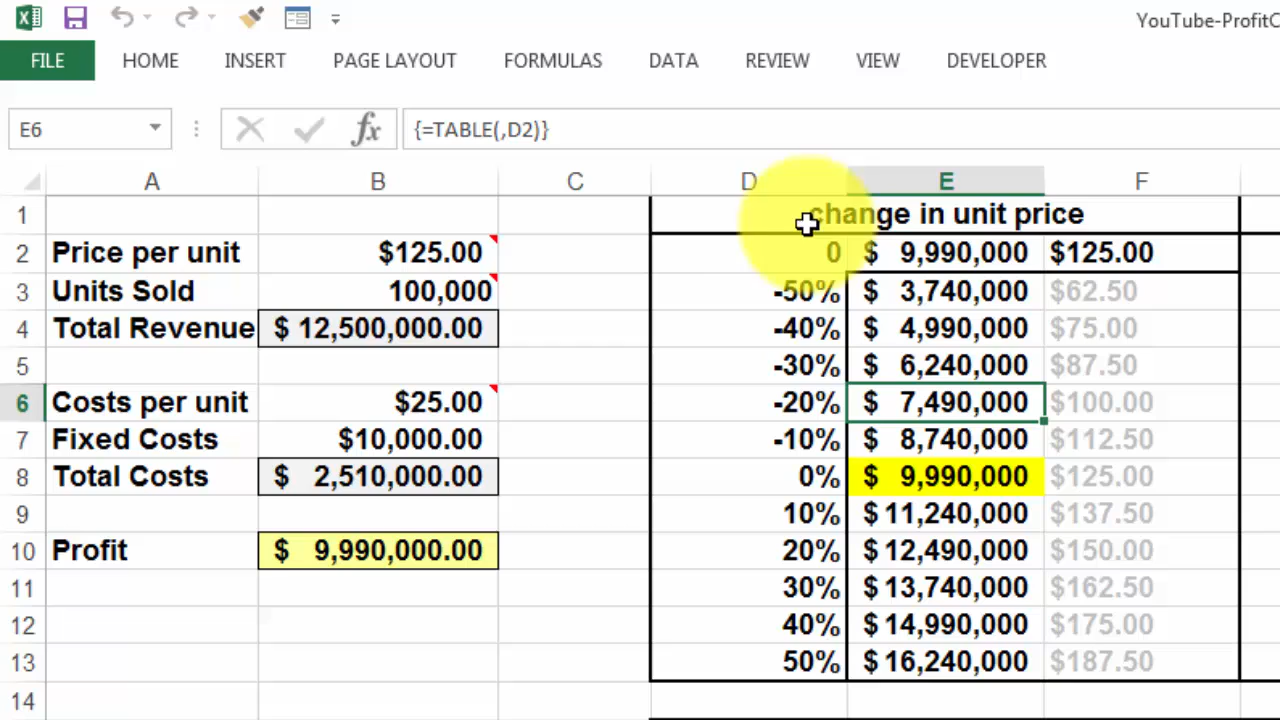 YouTube-ProfitC
FILE HOME INSERT PAGE LAYOUT FORMULAS DATA REVIEW VIEW DEVELOPER
E6 fx {=TABLE(,D2)}
A B C D E F
1 change in unit price
2 Price per unit $125.00 0 $ 9,990,000 $125.00
3 Units Sold 100,000 -50% $ 3,740,000 $62.50
4 Total Revenue $ 12,500,000.00 -40% $ 4,990,000 $75.00
5 -30% $ 6,240,000 $87.50
6 Costs per unit $25.00 -20% $ 7,490,000 $100.00
7 Fixed Costs $10,000.00 -10% $ 8,740,000 $112.50
8 Total Costs $ 2,510,000.00 0% $ 9,990,000 $125.00
9 10% $ 11,240,000 $137.50
10 Profit $ 9,990,000.00 20% $ 12,490,000 $150.00
11 30% $ 13,740,000 $162.50
12 40% $ 14,990,000 $175.00
13 50% $ 16,240,000 $187.50
14